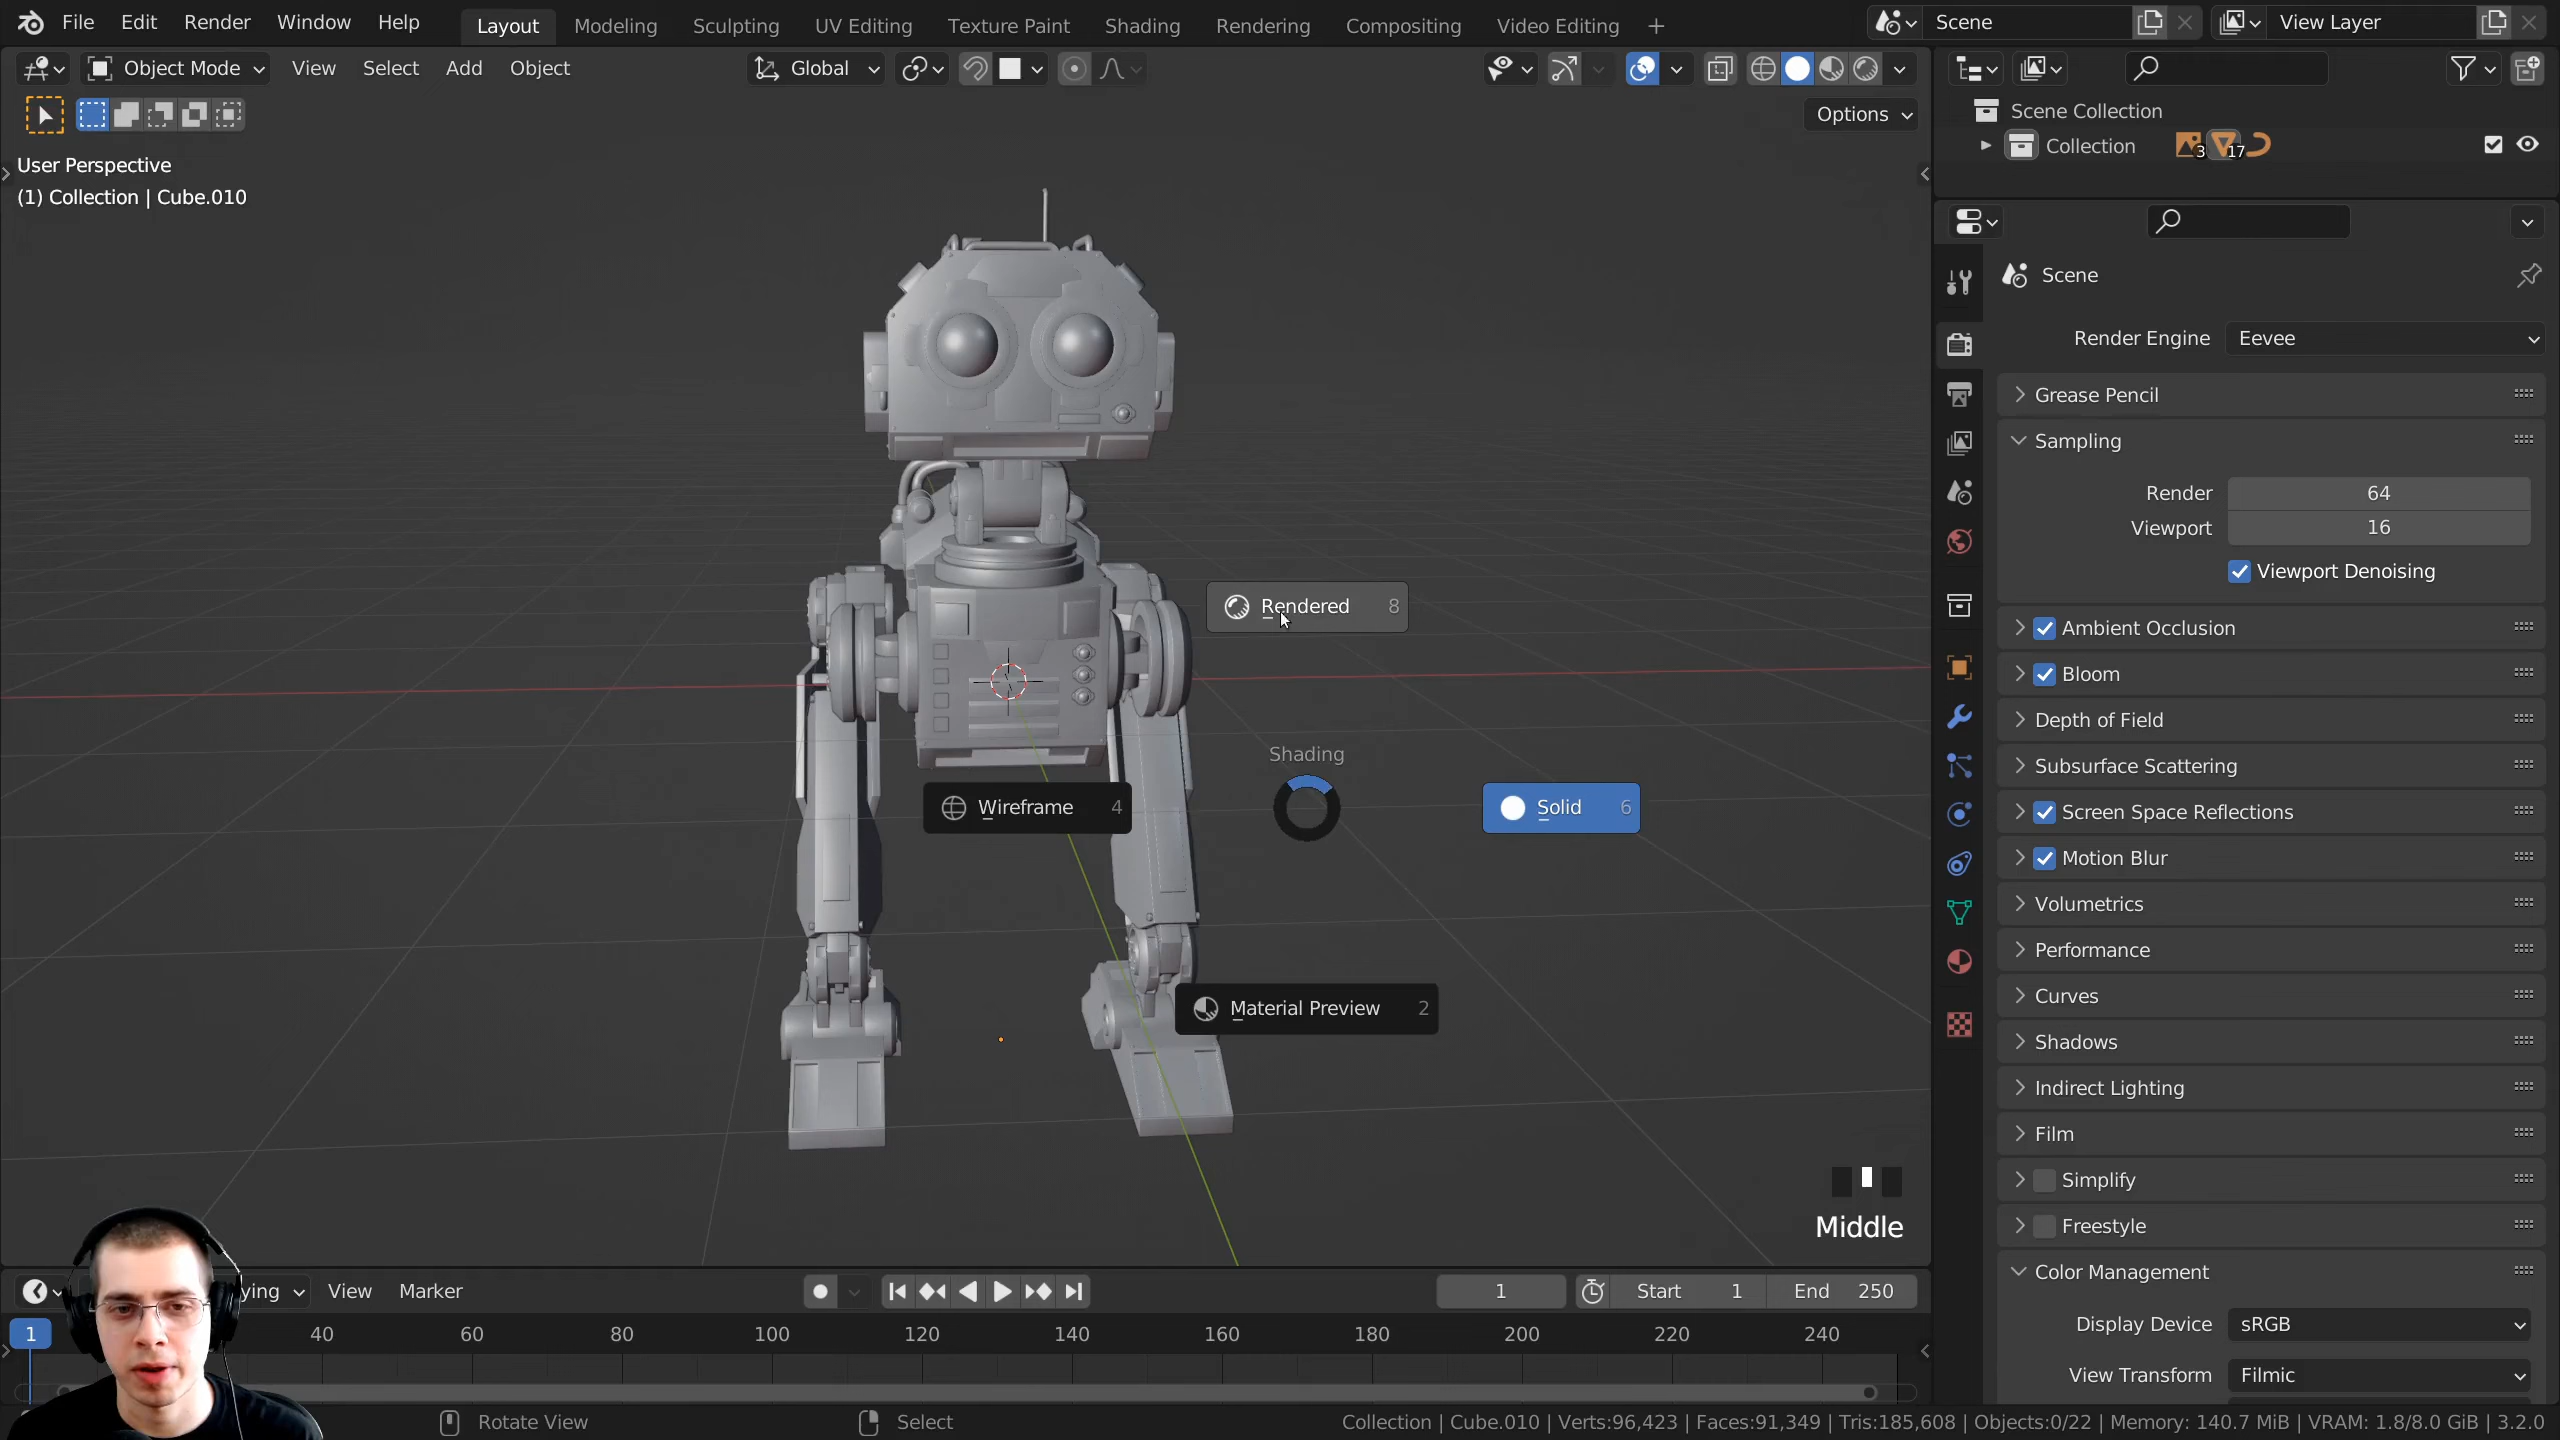 File Edit Render Window Help Layout Modeling Sculpting UV Editing Texture Paint Shading Rendering Compositing Video Editing + Scene View Layer
Object Mode View Select Add Object Global
Options
User Perspective
(1) Collection | Cube.010
Scene Collection
Collection 3 17
Scene
Render Engine Eevee
Grease Pencil
Sampling
Render 64
Viewport 16
Viewport Denoising
Ambient Occlusion
Bloom
Depth of Field
Subsurface Scattering
Screen Space Reflections
Motion Blur
Volumetrics
Performance
Curves
Shadows
Indirect Lighting
Film
Simplify
Freestyle
Color Management
Display Device sRGB
View Transform Filmic
Rendered 8
Shading
Wireframe 4
Solid 6
Material Preview 2
Middle
ying View Marker 1 Start 1 End 250
1 40 60 80 100 120 140 160 180 200 220 240
Rotate View Select Collection | Cube.010 | Verts:96,423 | Faces:91,349 | Tris:185,608 | Objects:0/22 | Memory: 140.7 MiB | VRAM: 1.8/8.0 GiB | 3.2.0